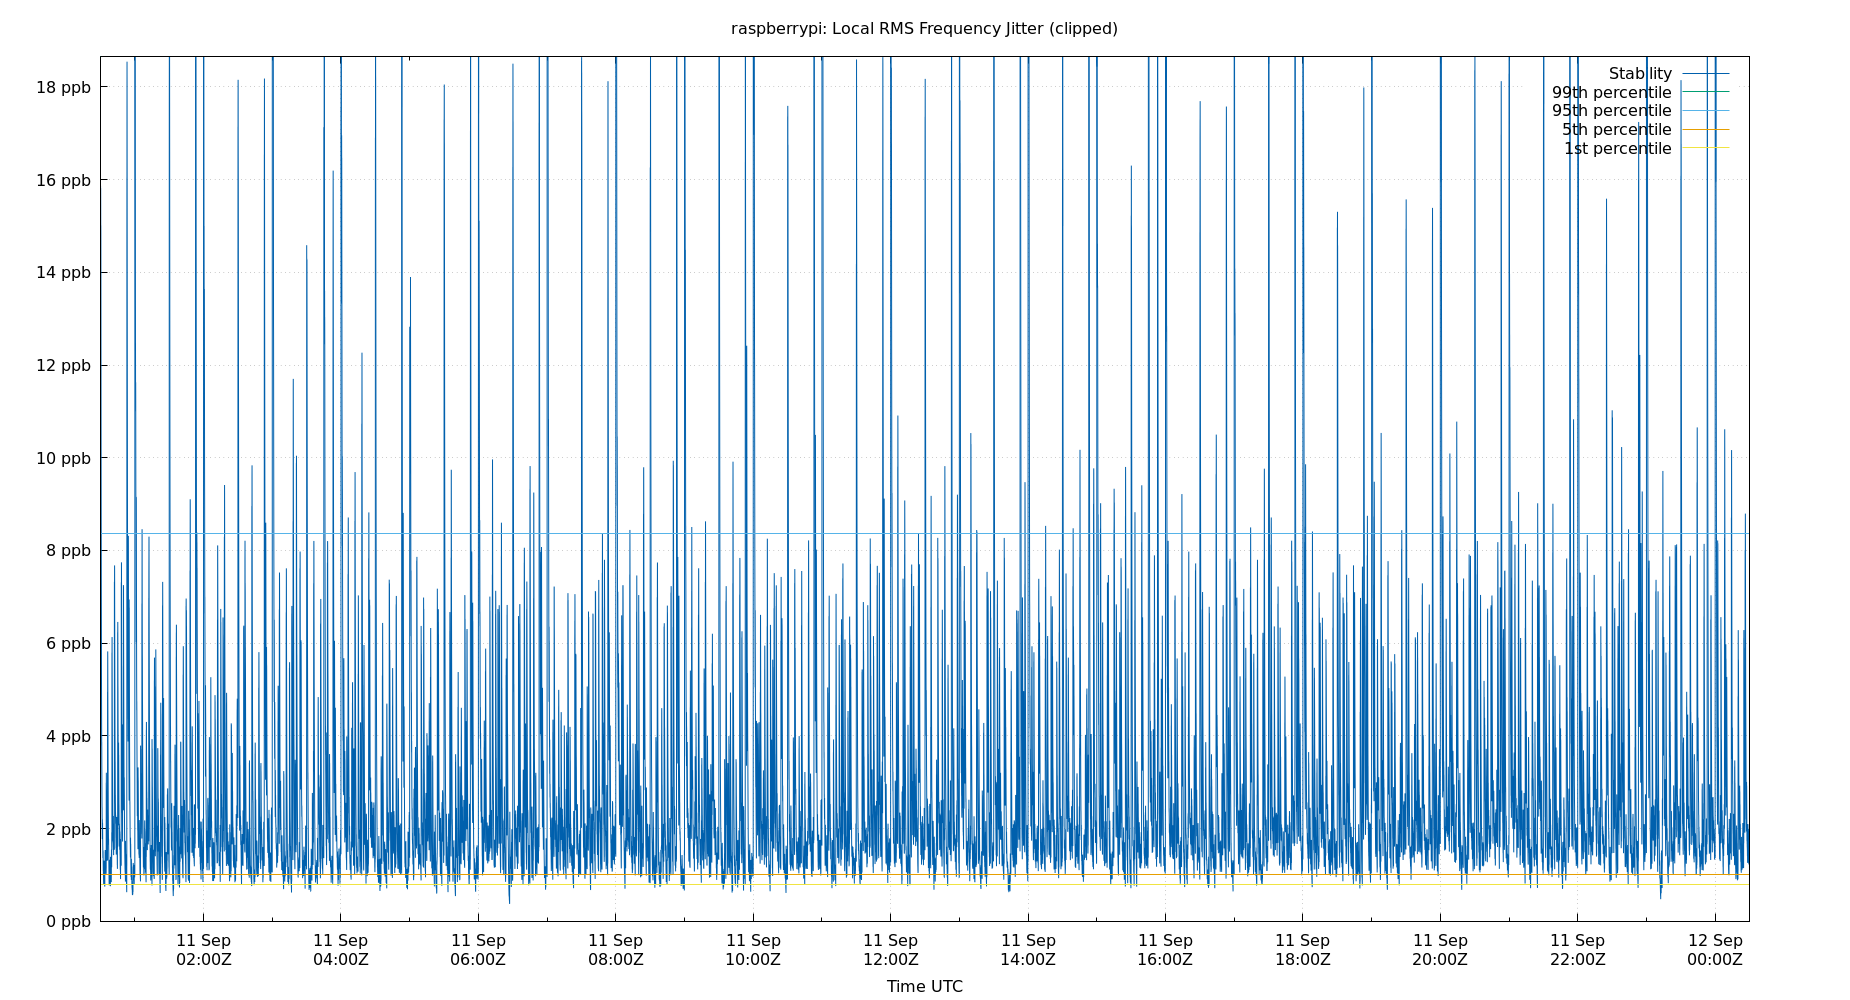 raspberrypi: Local RMS Frequency Jitter (clipped)
Stability
99th percentile
95th percentile
5th percentile
1st percentile
18 ppb
16 ppb
14 ppb
12 ppb
10 ppb
8 ppb
6 ppb
4 ppb
2 ppb
0 ppb
11 Sep 11 Sep 11 Sep 11 Sep 11 Sep 11 Sep 11 Sep 11 Sep 11 Sep 11 Sep 11 Sep 12 Sep
02:00Z 04:00Z 06:00Z 08:00Z 10:00Z 12:00Z 14:00Z 16:00Z 18:00Z 20:00Z 22:00Z 00:00Z
Time UTC